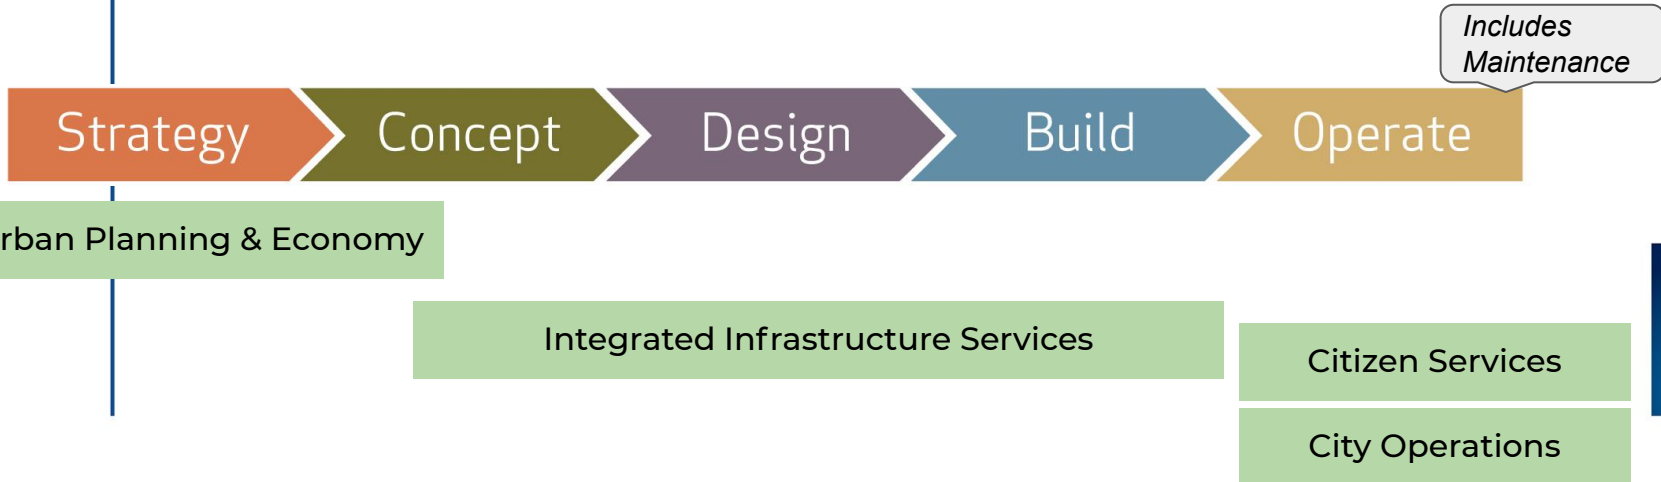 Includes
Maintenance
Strategy
Concept
Design
Build
Operate
rban Planning & Economy
Integrated Infrastructure Services
Citizen Services
City Operations